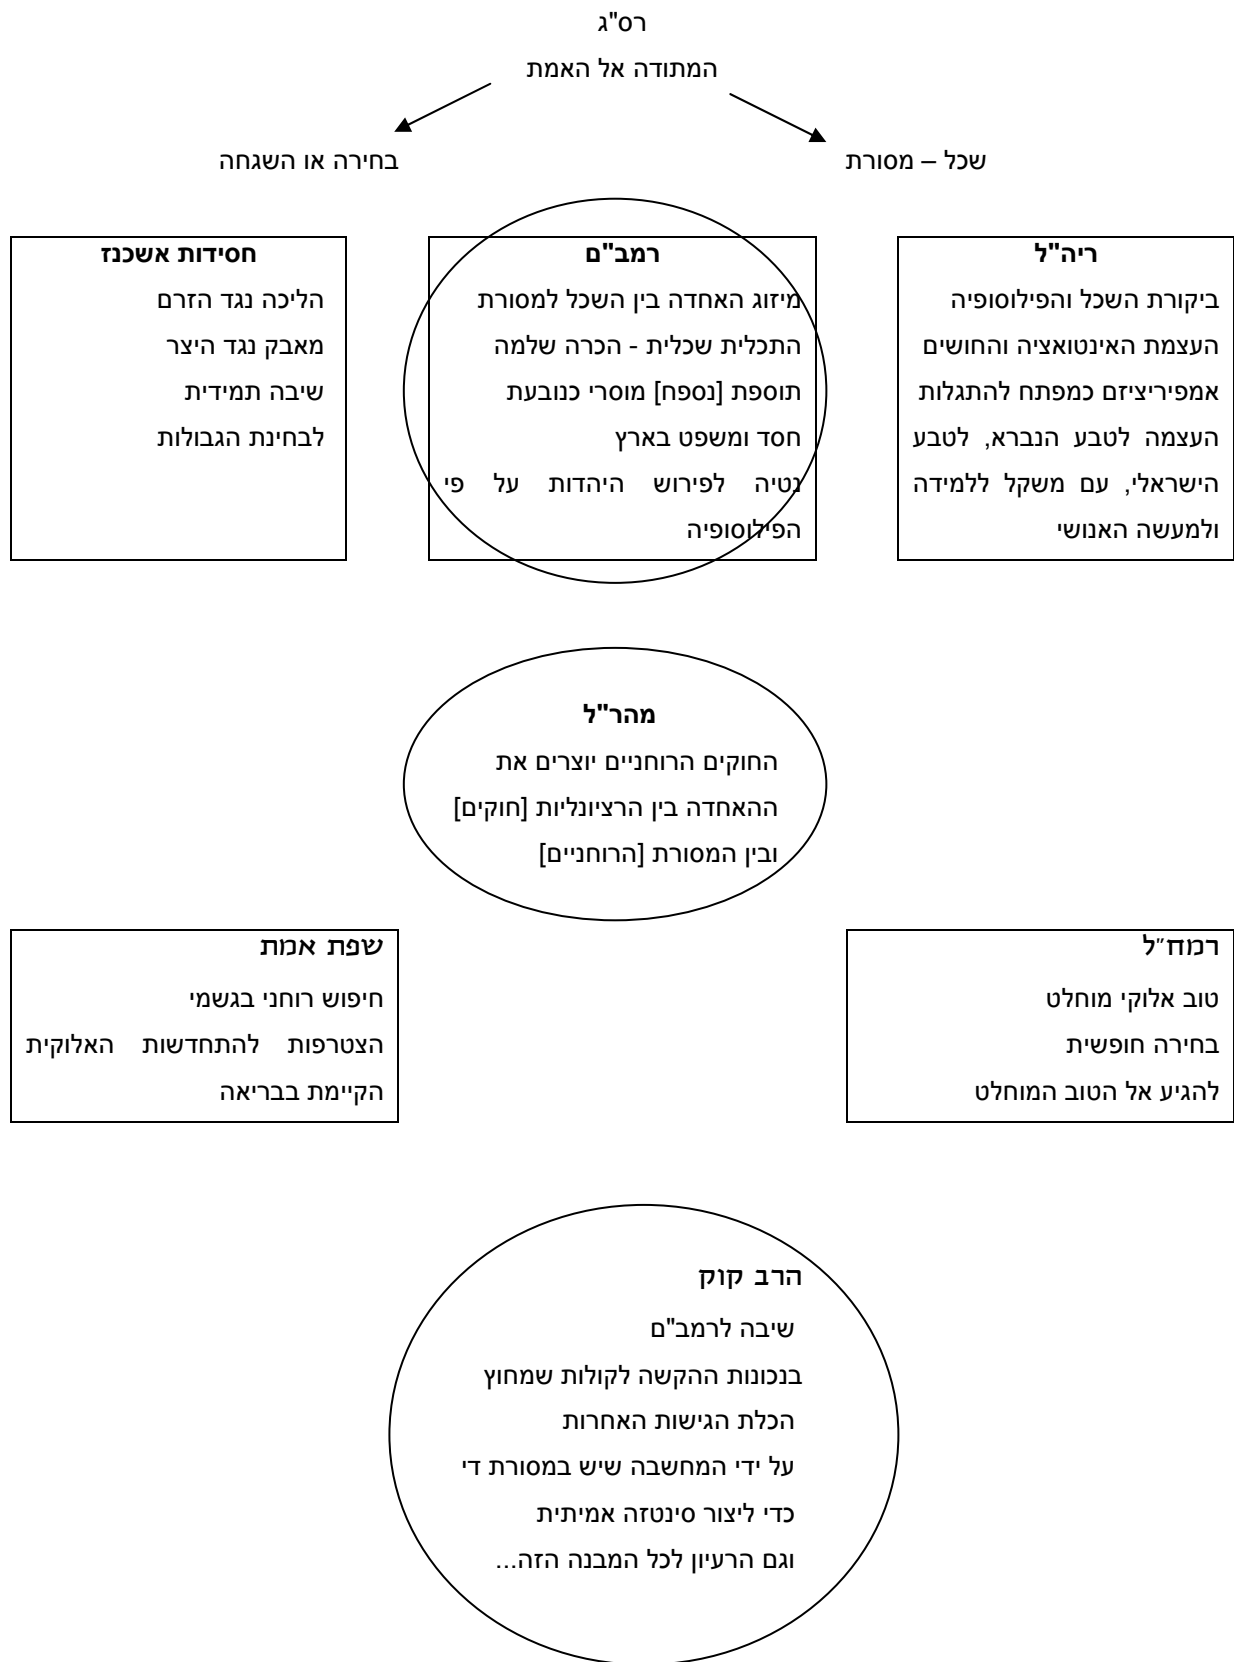 רס"ג
המתודה אל האמת
שכל – מסורת
בחירה או השגחה
ריה"ל
ביקורת השכל והפילוסופיה
העצמת האינטואציה והחושים
אמפיריציזם כמפתח להתגלות
העצמה לטבע הנברא, לטבע
הישראלי, עם משקל ללמידה
ולמעשה האנושי
רמב"ם
מיזוג האחדה בין השכל למסורת
התכלית שכלית - הכרה שלמה
תוספת [נספח] מוסרי כנובעת
חסד ומשפט בארץ
נטיה לפירוש היהדות על פי
הפילוסופיה
חסידות אשכנז
הליכה נגד הזרם
מאבק נגד היצר
שיבה תמידית
לבחינת הגבולות
מהר"ל
החוקים הרוחניים יוצרים את
ההאחדה בין הרציונליות [חוקים]
ובין המסורת [הרוחניים]
רמח״ל
טוב אלוקי מוחלט
בחירה חופשית
להגיע אל הטוב המוחלט
שפת אמת
חיפוש רוחני בגשמי
הצטרפות להתחדשות האלוקית
הקיימת בבריאה
הרב קוק
שיבה לרמב"ם
בנכונות ההקשה לקולות שמחוץ
הכלת הגישות האחרות
על ידי המחשבה שיש במסורת די
כדי ליצור סינטזה אמיתית
וגם הרעיון לכל המבנה הזה...